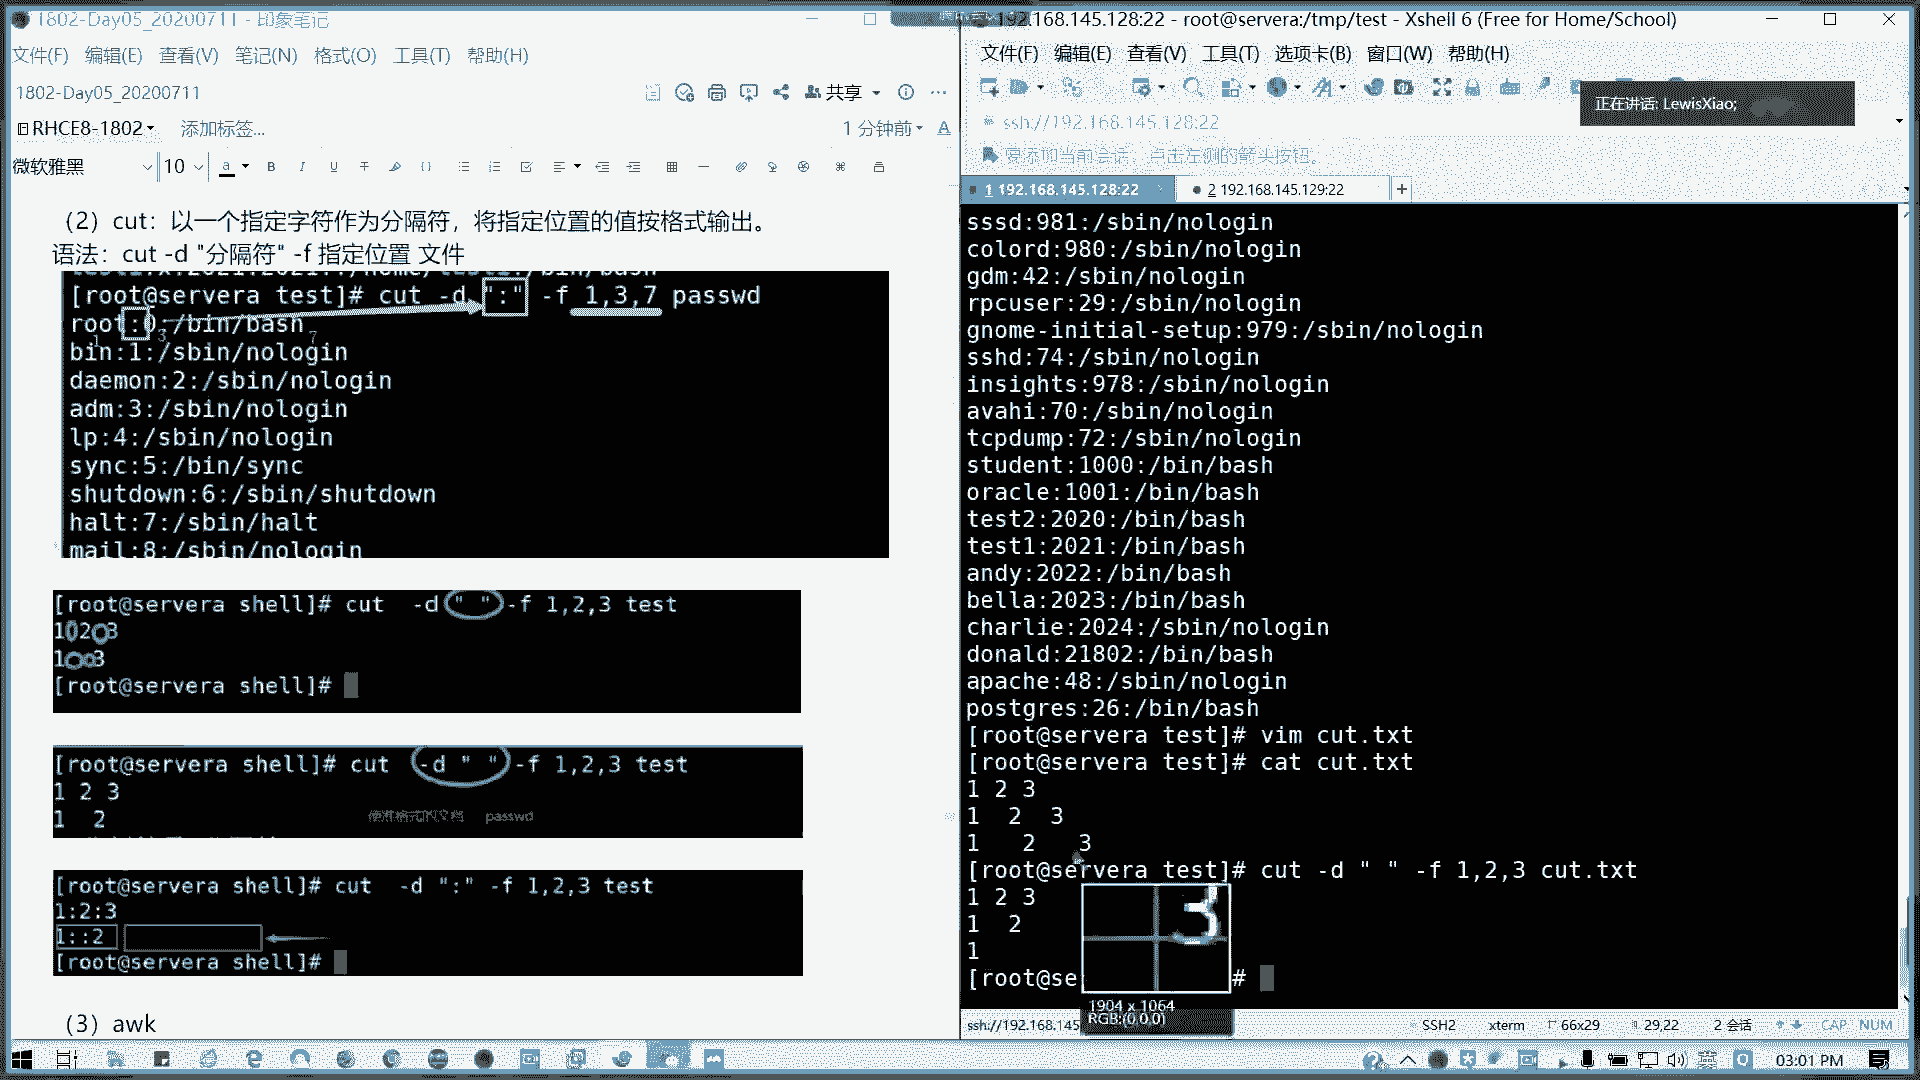 1802-Day05_20200711 - 印象笔记
文件(F) 编辑(E) 查看(V) 笔记(N) 格式(O) 工具(T) 帮助(H)
1802-Day05_20200711
共享
RHCE8-1802
添加标签...
1 分钟前
微软雅黑
10
(2) cut：以一个指定字符作为分隔符，将指定位置的值按格式输出。
语法：cut -d "分隔符" -f 指定位置 文件
[root@servera test]# cut -d ":" -f 1,3,7 passwd
root:0:/bin/bash
1 3 7
bin:1:/sbin/nologin
daemon:2:/sbin/nologin
adm:3:/sbin/nologin
lp:4:/sbin/nologin
sync:5:/bin/sync
shutdown:6:/sbin/shutdown
halt:7:/sbin/halt
mail:8:/sbin/nologin
[root@servera shell]# cut  -d " " -f 1,2,3 test
1 2 3
1  3
[root@servera shell]#
[root@servera shell]# cut  -d " " -f 1,2,3 test
1 2 3
1  2
passwd
[root@servera shell]# cut  -d ":" -f 1,2,3 test
1:2:3
1::2
[root@servera shell]#
(3) awk
192.168.145.128:22 - root@servera:/tmp/test - Xshell 6 (Free for Home/School)
文件(F) 编辑(E) 查看(V) 工具(T) 选项卡(B) 窗口(W) 帮助(H)
正在讲话: LewisXiao;
ssh://192.168.145.128:22
要添加当前会话，点击左侧的箭头按钮。
1 192.168.145.128:22
2 192.168.145.129:22
sssd:981:/sbin/nologin
colord:980:/sbin/nologin
gdm:42:/sbin/nologin
rpcuser:29:/sbin/nologin
gnome-initial-setup:979:/sbin/nologin
sshd:74:/sbin/nologin
insights:978:/sbin/nologin
avahi:70:/sbin/nologin
tcpdump:72:/sbin/nologin
student:1000:/bin/bash
oracle:1001:/bin/bash
test2:2020:/bin/bash
test1:2021:/bin/bash
andy:2022:/bin/bash
bella:2023:/bin/bash
charlie:2024:/sbin/nologin
donald:21802:/bin/bash
apache:48:/sbin/nologin
postgres:26:/bin/bash
[root@servera test]# vim cut.txt
[root@servera test]# cat cut.txt
1 2 3
1  2  3
1   2   3
[root@servera test]# cut -d " " -f 1,2,3 cut.txt
1 2 3
1  2
1
[root@se #
3
1904 x 1064
RGB:(0,0,0)
ssh://192.168.145
SSH2
xterm
66x29
29,22
2 会话
CAP NUM
英
03:01 PM